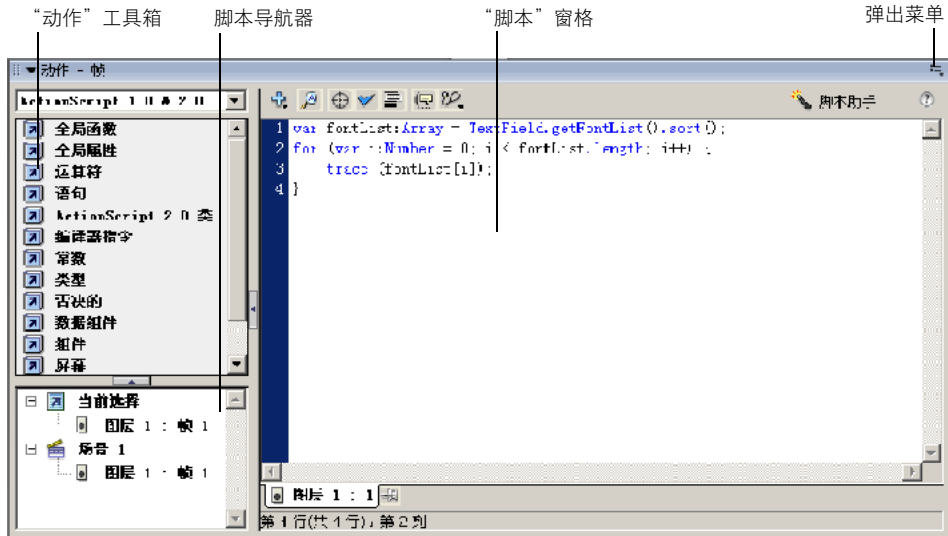 “动作”工具箱
脚本导航器
“脚本”窗格
弹出菜单
动作 - 帧
ActionScript 1.0 & 2.0
全局函数
全局属性
运算符
语句
ActionScript 2.0 类
编译器指令
常数
类型
否决的
数据组件
组件
屏幕
当前选择
图层 1 : 帧 1
场景 1
图层 1 : 帧 1
脚本助手
1 var fontList:Array = TextField.getFontList().sort();
2 for (var i:Number = 0; i < fontList.length; i++) {
3 trace (fontList[i]);
4 }
图层 1 : 1
第 4 行(共 4 行), 第 2 列